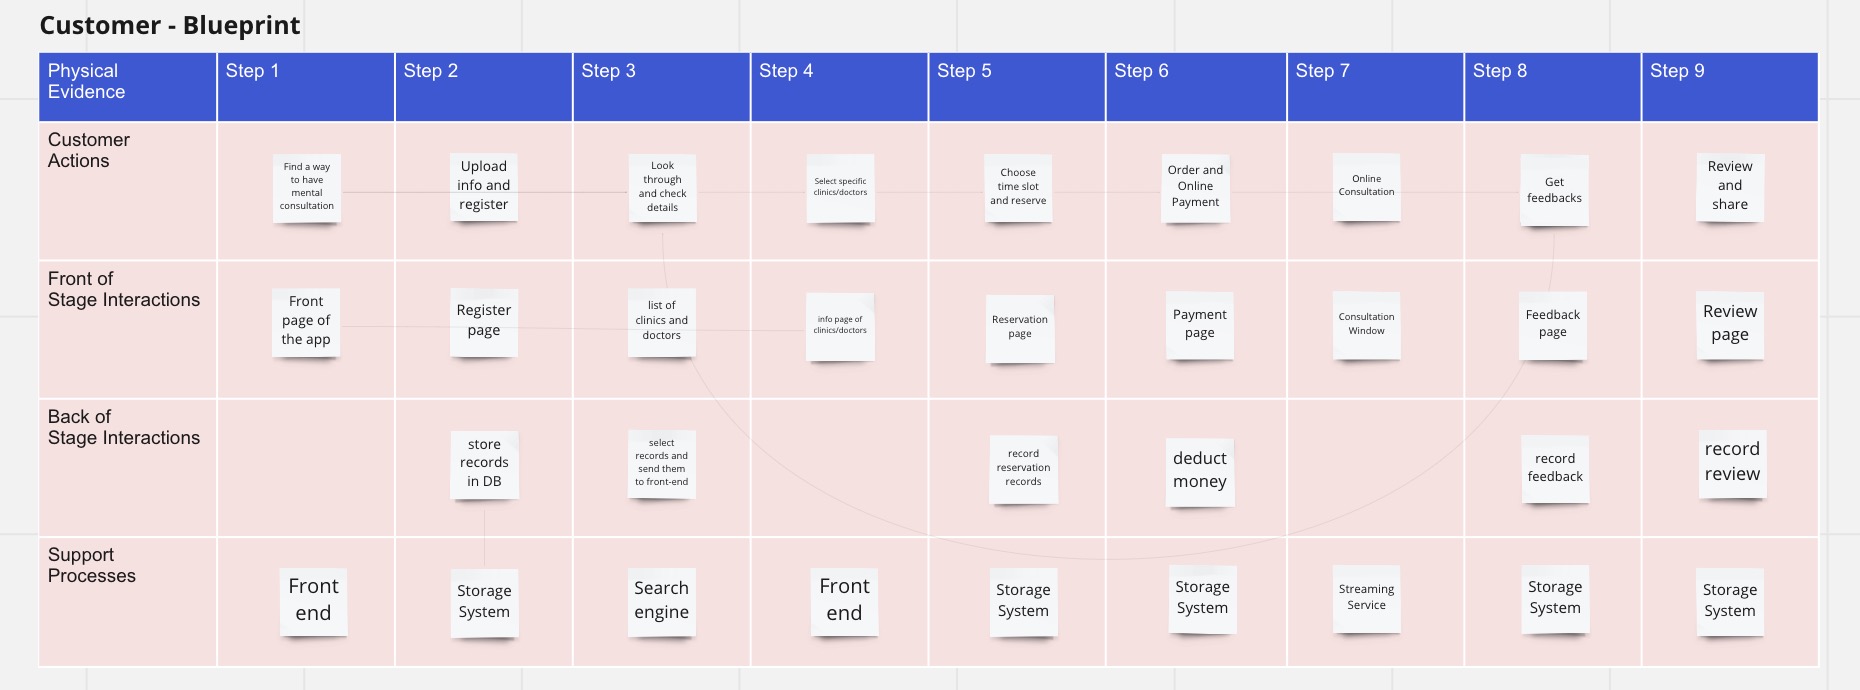 Customer - Blueprint
Physical
Evidence
Step 1
Step 2
Step 3
Step 4
Step 5
Step 6
Step 7
Step 8
Step 9
Customer
Actions
Find a way
to have
mental
consultation
Upload
info and
register
Look
through
and check
details
Select specific
clinics/doctors
Choose
time slot
and reserve
Order and
Online
Payment
Online
Consultation
Get
feedbacks
Review
and
share
Front of
Stage Interactions
Front
page of
the app
Register
page
list of
clinics and
doctors
info page of
clinics/doctors
Reservation
page
Payment
page
Consultation
Window
Feedback
page
Review
page
Back of
Stage Interactions
store
records
in DB
select
records and
send them
to front-end
record
reservation
records
deduct
money
record
feedback
record
review
Support
Processes
Front
end
Storage
System
Search
engine
Front
end
Storage
System
Storage
System
Streaming
Service
Storage
System
Storage
System